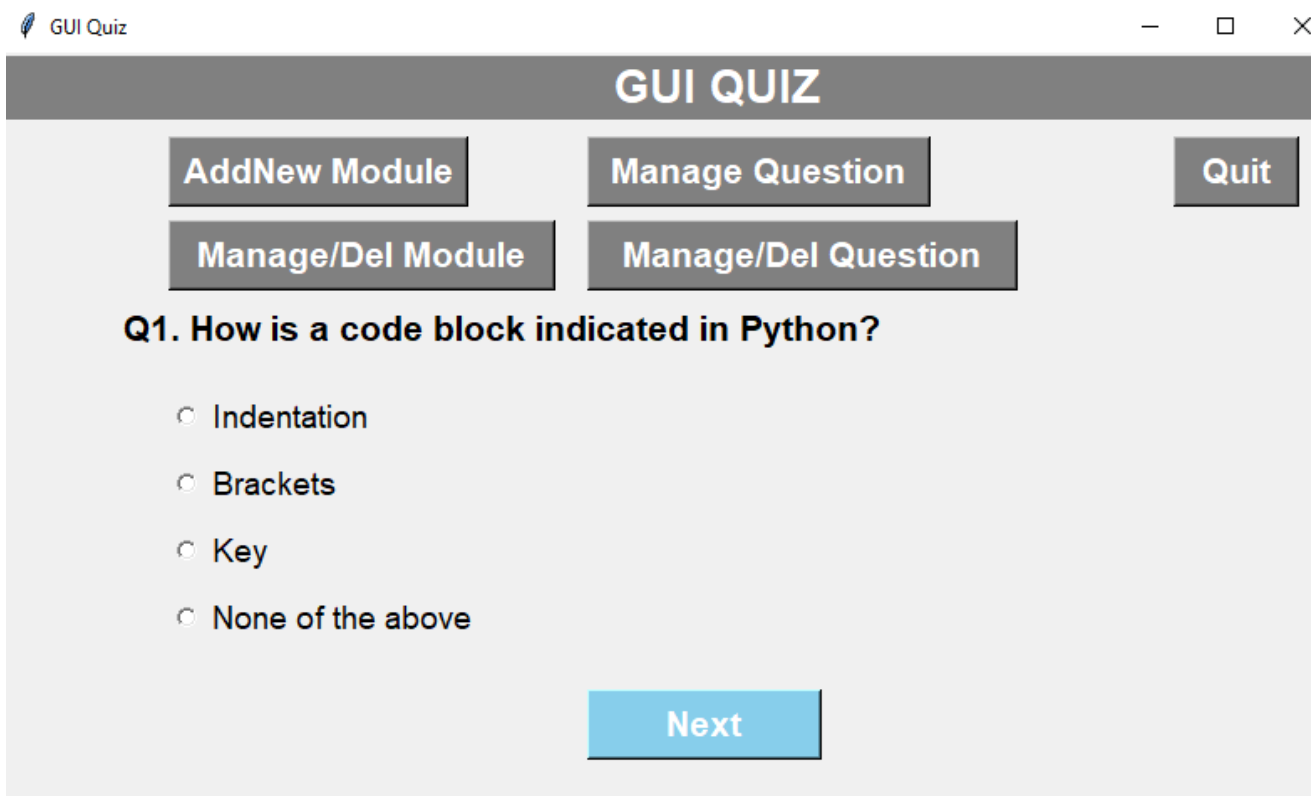 GUI Quiz
GUI QUIZ
AddNew Module Manage Question Quit
Manage/Del Module Manage/Del Question
Q1. How is a code block indicated in Python?
Indentation
Brackets
Key
None of the above
Next